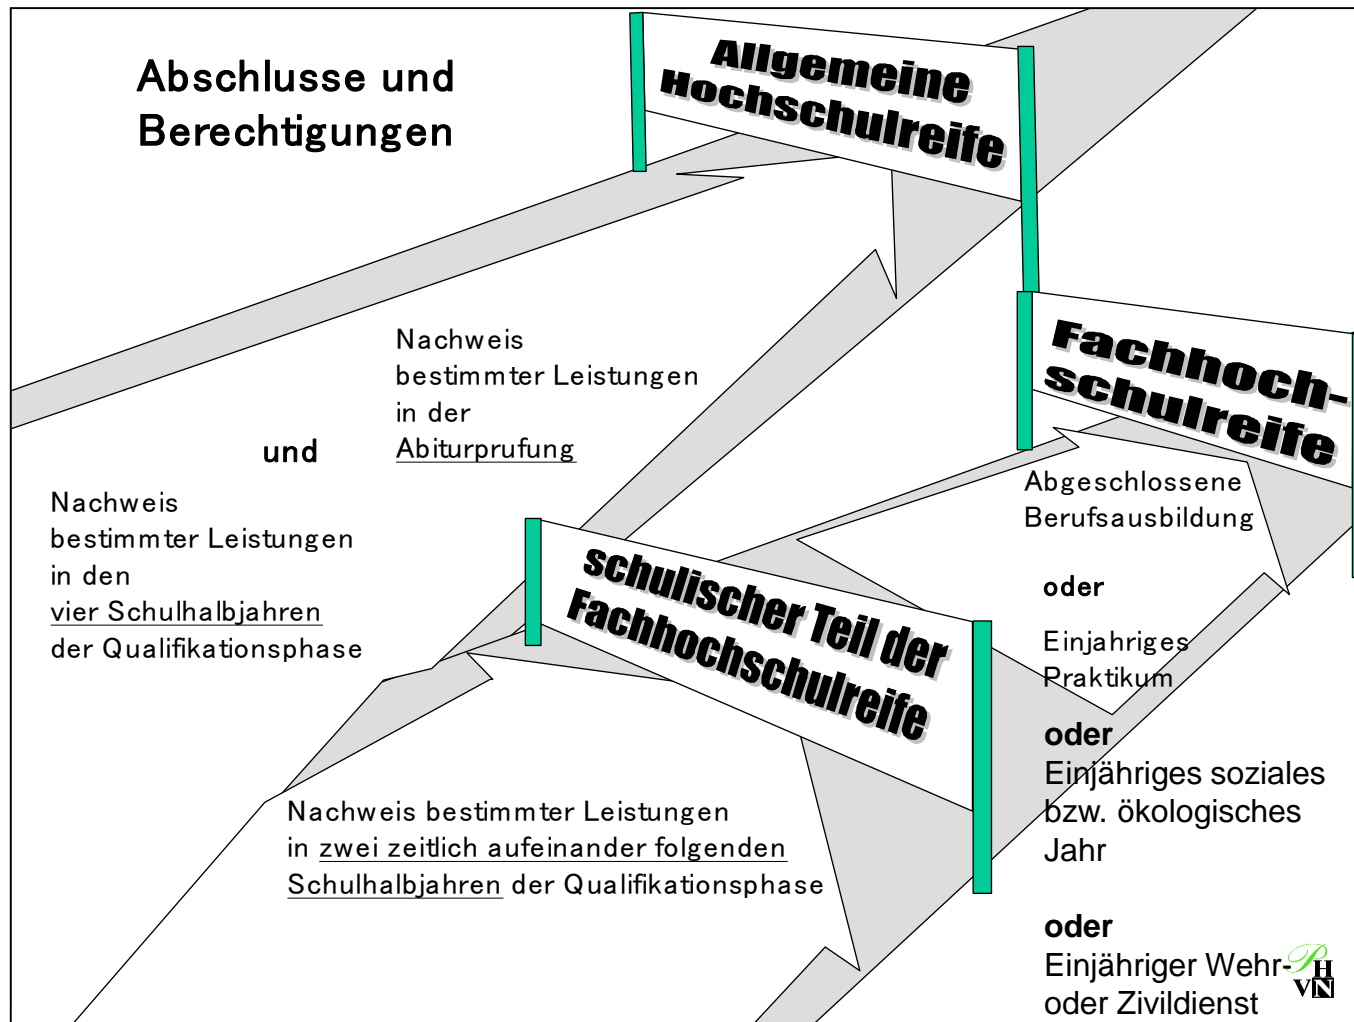 Abschlusse und
Berechtigungen
Allgemeine
Hochschulreife
Fachhoch-
schulreife
Nachweis
bestimmter Leistungen
in der
Abiturprufung
und
Nachweis
bestimmter Leistungen
in den
vier Schulhalbjahren
der Qualifikationsphase
schulischer Teil der
Fachhochschulreife
Nachweis bestimmter Leistungen
in zwei zeitlich aufeinander folgenden
Schulhalbjahren der Qualifikationsphase
Abgeschlossene
Berufsausbildung
oder
Einjahriges
Praktikum
oder
Einjähriges soziales
bzw. ökologisches
Jahr
oder
Einjähriger Wehr-
oder Zivildienst
PH
VN